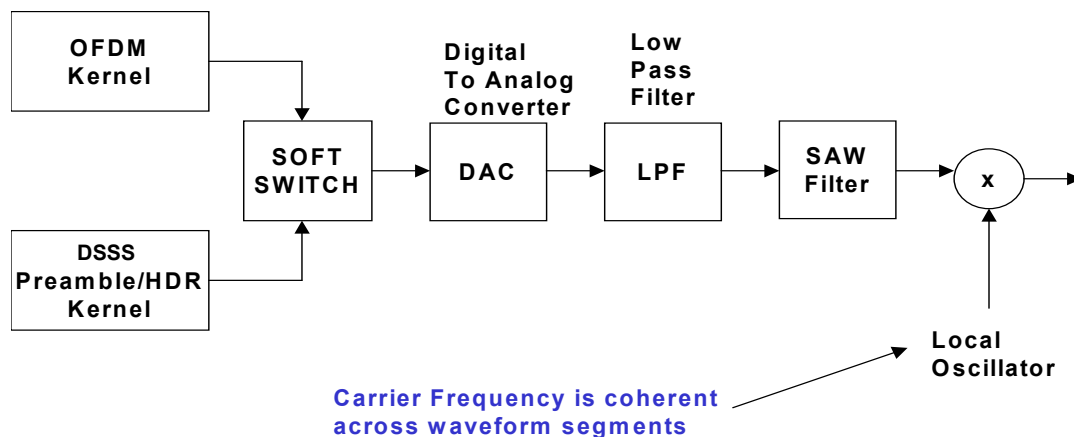 OFDM
Kernel
Digital
To Analog
Converter
Low
Pass
Filter
SOFT
SWITCH
DAC
LPF
SAW
Filter
x
DSSS
Preamble/HDR
Kernel
Local
Oscillator
Carrier Frequency is coherent
across waveform segments